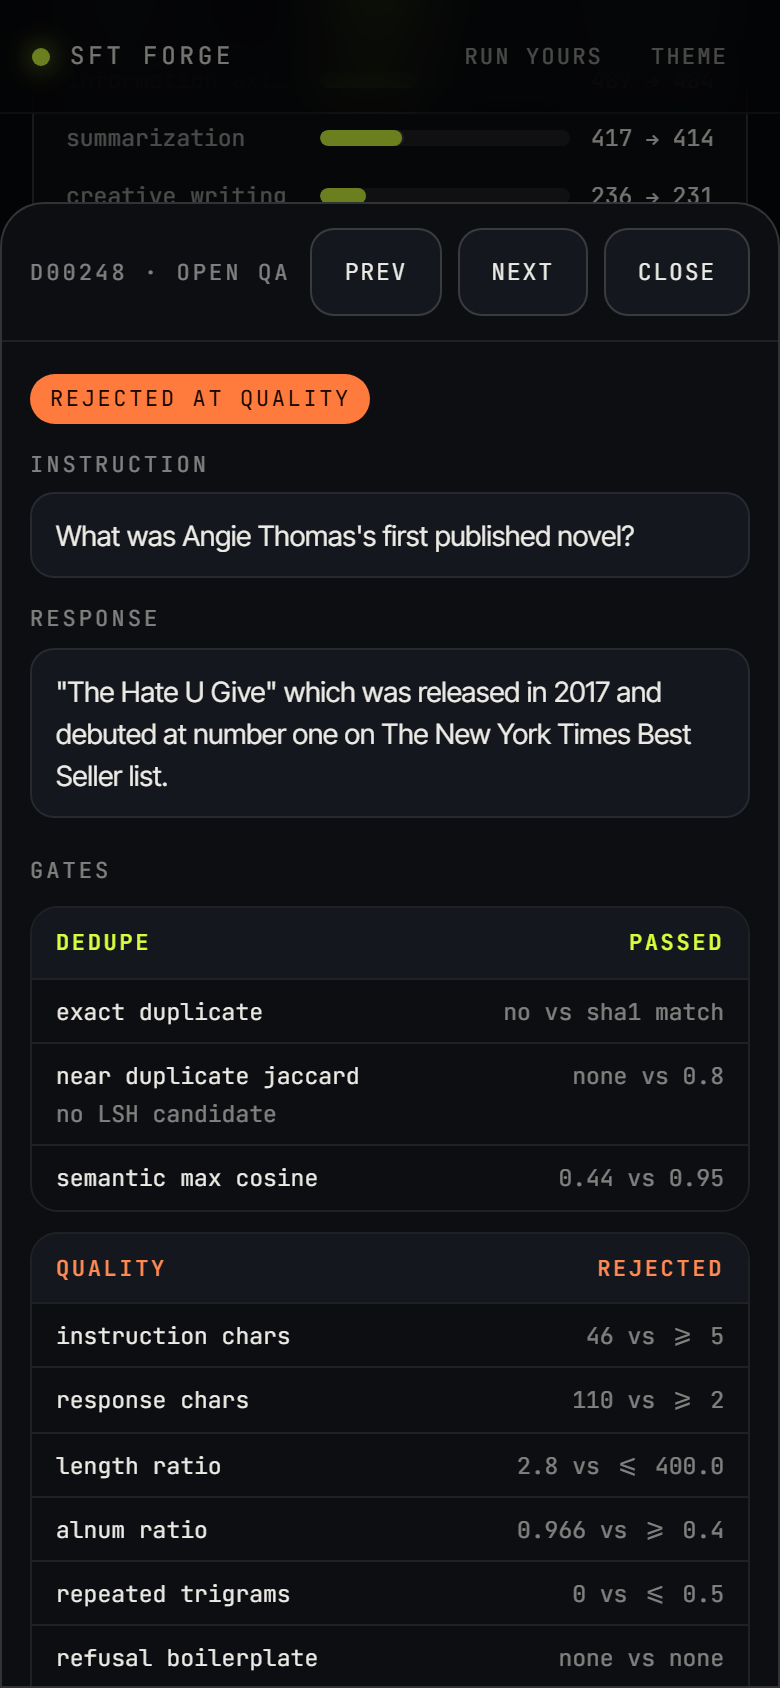 SFT FORGE RUN YOURS THEME
summarization 417 → 414
creative writing 236 → 231
D00248 · OPEN QA PREV NEXT CLOSE
REJECTED AT QUALITY
INSTRUCTION
What was Angie Thomas's first published novel?
RESPONSE
"The Hate U Give" which was released in 2017 and
debuted at number one on The New York Times Best
Seller list.
GATES
DEDUPE PASSED
exact duplicate no vs sha1 match
near duplicate jaccard none vs 0.8
no LSH candidate
semantic max cosine 0.44 vs 0.95
QUALITY REJECTED
instruction chars 46 vs ≥ 5
response chars 110 vs ≥ 2
length ratio 2.8 vs ≤ 400.0
alnum ratio 0.966 vs ≥ 0.4
repeated trigrams 0 vs ≤ 0.5
refusal boilerplate none vs none